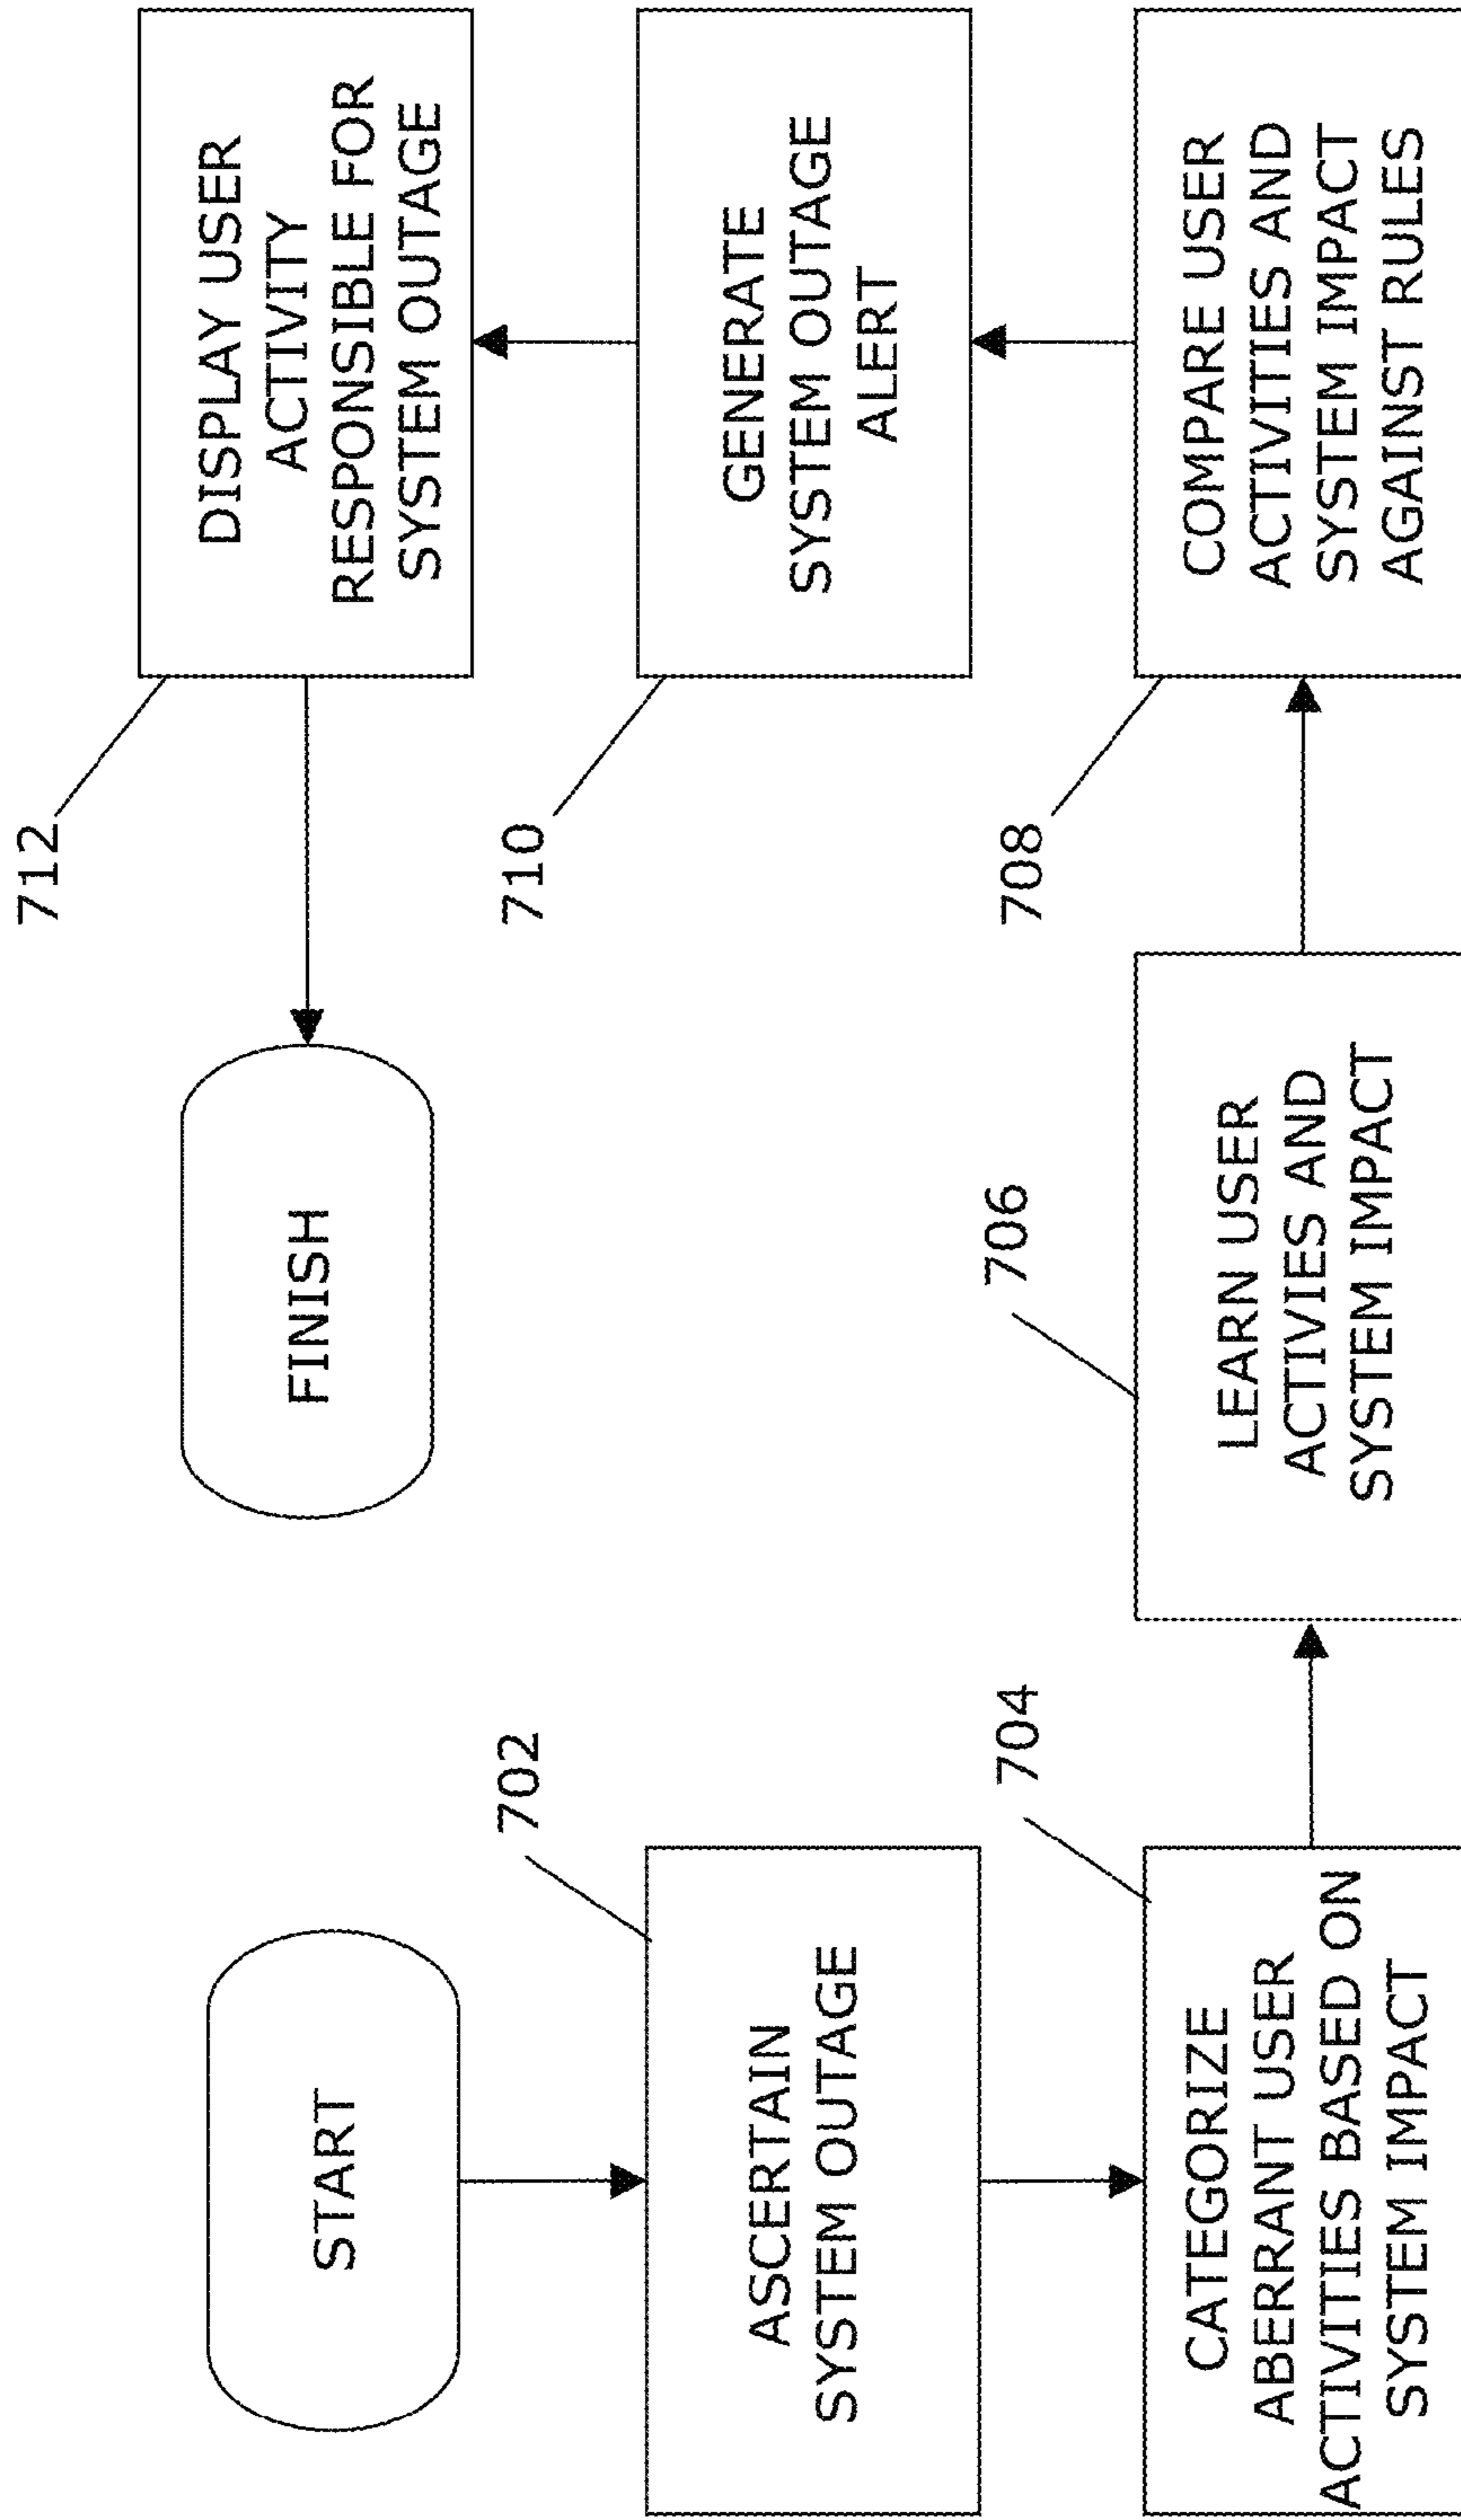 START
702
ASCERTAIN
SYSTEM OUTAGE
704
CATEGORIZE
ABERRANT USER
ACTIVITIES BASED ON
SYSTEM IMPACT
706
LEARN USER
ACTIVIES AND
SYSTEM IMPACT
708
COMPARE USER
ACTIVITIES AND
SYSTEM IMPACT
AGAINST RULES
710
GENERATE
SYSTEM OUTAGE
ALERT
712
DISPLAY USER
ACTIVITY
RESPONSIBLE FOR
SYSTEM OUTAGE
FINISH